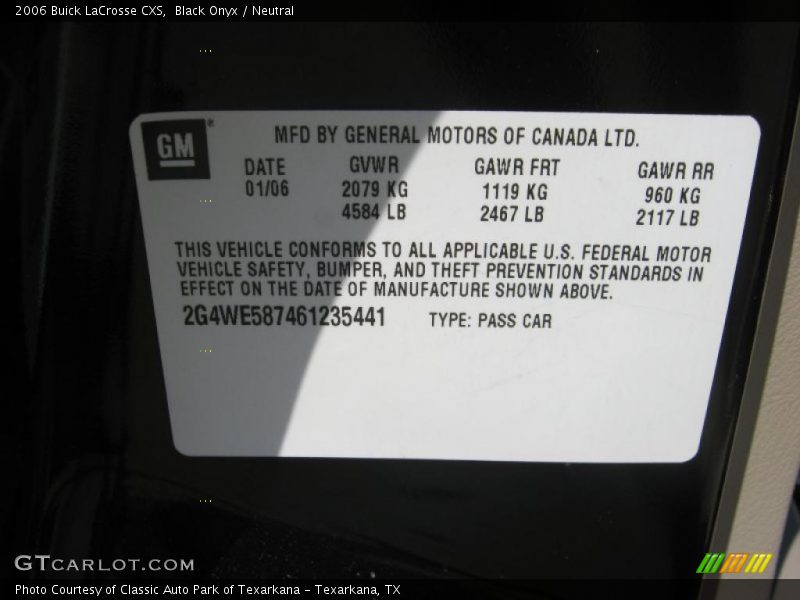 2006 Buick LaCrosse CXS, Black Onyx / Neutral
GM®
MFD BY GENERAL MOTORS OF CANADA LTD.
DATE GVWR GAWR FRT GAWR RR
01/06 2079 KG 1119 KG 960 KG
4584 LB 2467 LB 2117 LB
THIS VEHICLE CONFORMS TO ALL APPLICABLE U.S. FEDERAL MOTOR
VEHICLE SAFETY, BUMPER, AND THEFT PREVENTION STANDARDS IN
EFFECT ON THE DATE OF MANUFACTURE SHOWN ABOVE.
2G4WE587461235441 TYPE: PASS CAR
GTCARLOT.COM
Photo Courtesy of Classic Auto Park of Texarkana - Texarkana, TX